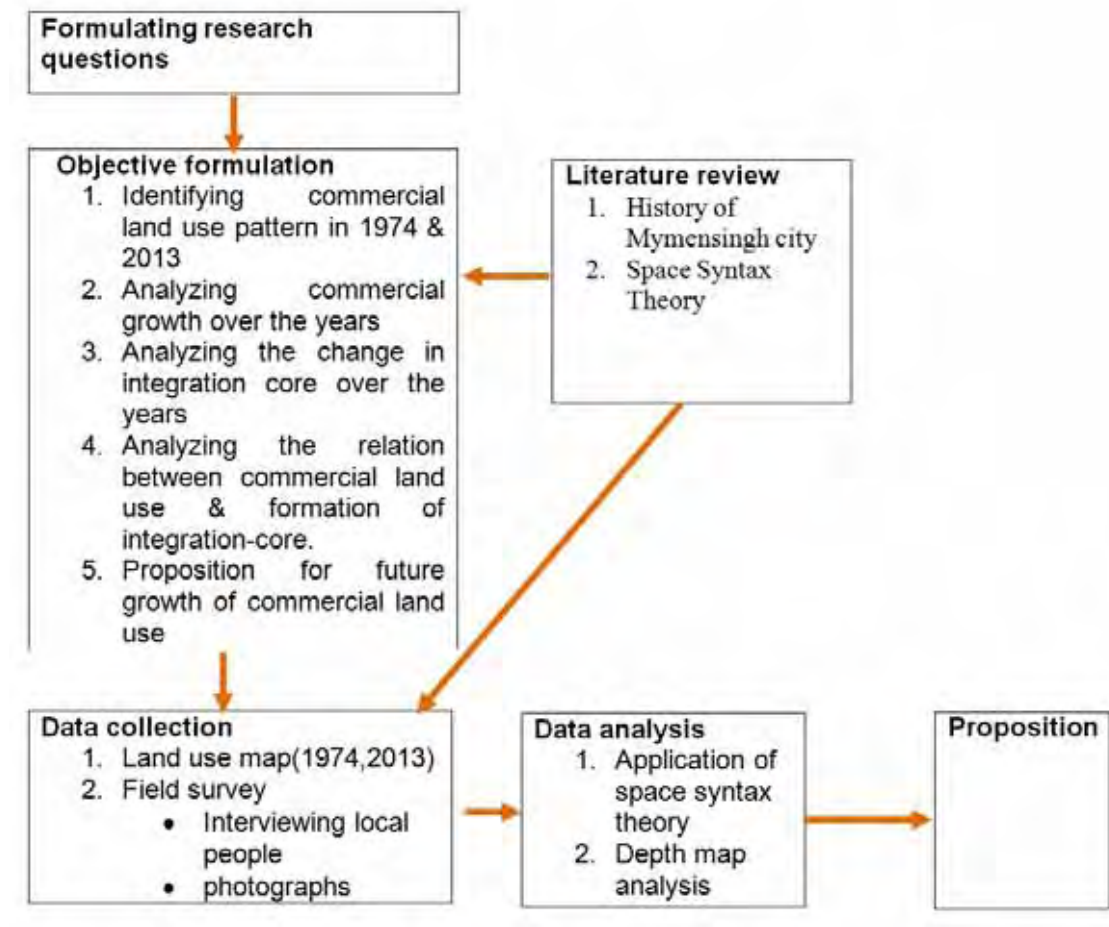 Formulating research
questions
Objective formulation
1. Identifying commercial
land use pattern in 1974 &
2013
2. Analyzing commercial
growth over the years
3. Analyzing the change in
integration core over the
years
4. Analyzing the relation
between commercial land
use & formation of
integration-core.
5. Proposition for future
growth of commercial land
use
Literature review
1. History of
Mymensingh city
2. Space Syntax
Theory
Data collection
1. Land use map(1974,2013)
2. Field survey
• Interviewing local
people
• photographs
Data analysis
1. Application of
space syntax
theory
2. Depth map
analysis
Proposition